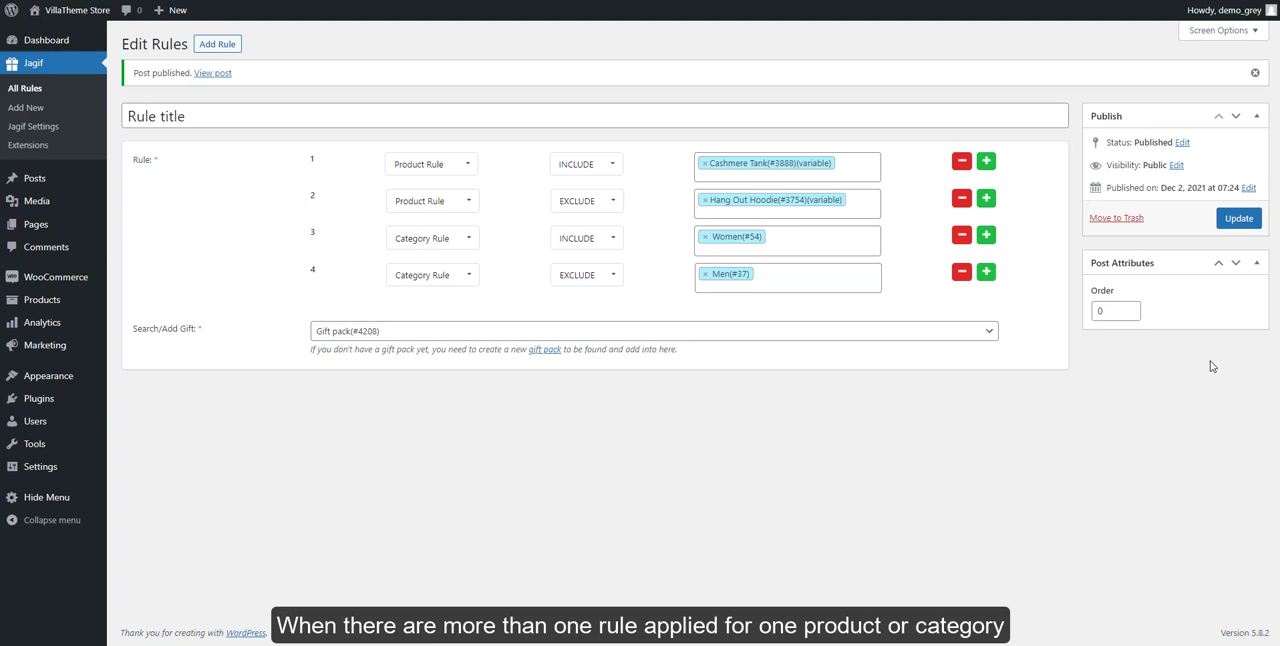 VillaTheme Store
0
New
Howdy, demo_grey
Dashboard
Jagif
All Rules
Add New
Jagif Settings
Extensions
Posts
Media
Pages
Comments
WooCommerce
Products
Analytics
Marketing
Appearance
Plugins
Users
Tools
Settings
Hide Menu
Collapse menu
Screen Options
Edit Rules
Add Rule
Post published. View post
Rule title
Rule: *
1 Product Rule INCLUDE × Cashmere Tank(#3888)(variable)
2 Product Rule EXCLUDE × Hang Out Hoodie(#3754)(variable)
3 Category Rule INCLUDE × Women(#54)
4 Category Rule EXCLUDE × Men(#37)
Search/Add Gift: *
Gift pack(#4208)
If you don't have a gift pack yet, you need to create a new gift pack to be found and add into here.
Publish
Status: Published Edit
Visibility: Public Edit
Published on: Dec 2, 2021 at 07:24 Edit
Move to Trash
Update
Post Attributes
Order
0
Thank you for creating with WordPress.
When there are more than one rule applied for one product or category
Version 5.8.2